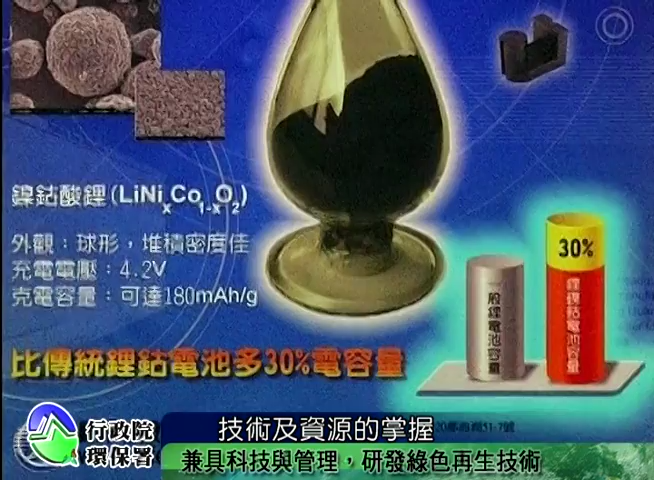 鎳鈷酸鋰(LiNixCo1-xO2)
外觀：球形，堆積密度佳
充電電壓：4.2V
克電容量：可達180mAh/g
比傳統鋰鈷電池多30%電容量
30%
一般鋰電池容量
鋰鎳鈷電池容量
行政院
環保署
技術及資源的掌握
兼具科技與管理，研發綠色再生技術